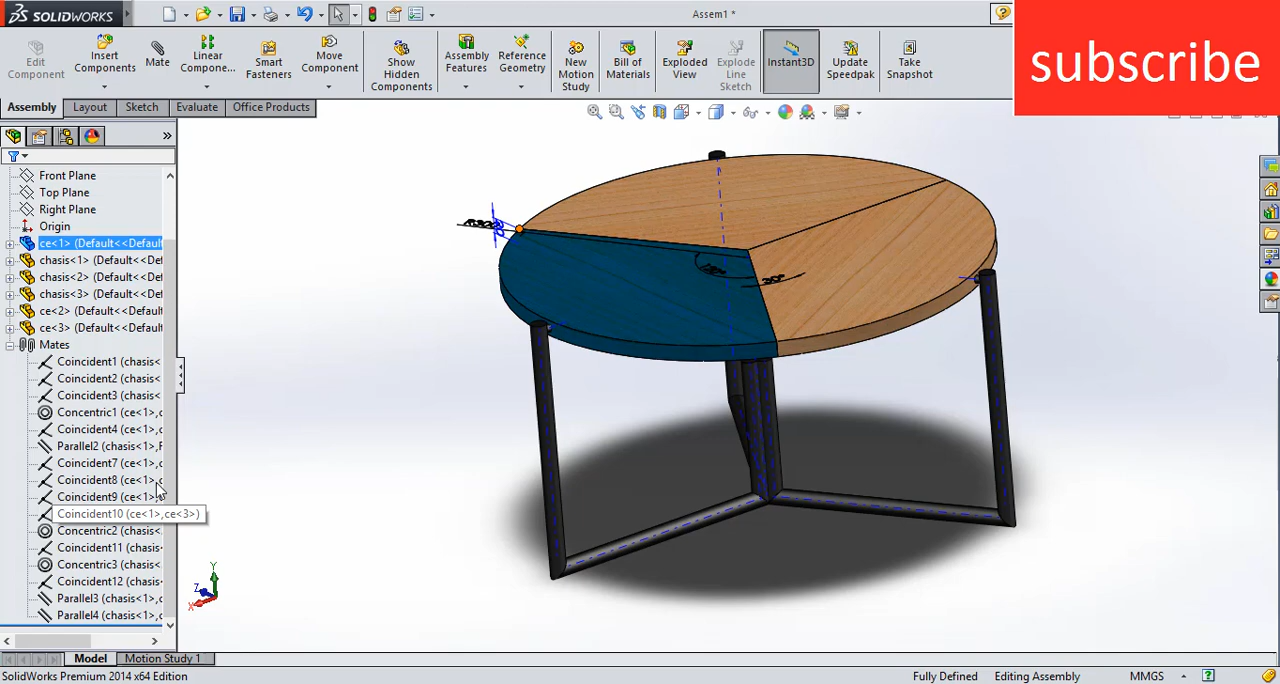 SOLIDWORKS
Assem1 *
subscribe
Edit Component
Insert Components
Mate
Linear Compone...
Smart Fasteners
Move Component
Show Hidden Components
Assembly Features
Reference Geometry
New Motion Study
Bill of Materials
Exploded View
Explode Line Sketch
Instant3D
Update Speedpak
Take Snapshot
Assembly Layout Sketch Evaluate Office Products
Front Plane
Top Plane
Right Plane
Origin
ce<1> (Default<<Default
chasis<1> (Default<<Def
chasis<2> (Default<<Def
chasis<3> (Default<<Def
ce<2> (Default<<Default
ce<3> (Default<<Default
Mates
Coincident1 (chasis<
Coincident2 (chasis<
Coincident3 (chasis<
Concentric1 (ce<1>,c
Coincident4 (ce<1>,c
Parallel2 (chasis<1>,F
Coincident7 (ce<1>,c
Coincident8 (ce<1>,c
Coincident9 (ce<1>,
Coincident10 (ce<1>,ce<3>)
Concentric2 (chasis<
Coincident11 (chasis<
Concentric3 (chasis<
Coincident12 (chasis<
Parallel3 (chasis<1>,c
Parallel4 (chasis<1>,c
Y
Z
X
Model Motion Study 1
SolidWorks Premium 2014 x64 Edition
Fully Defined Editing Assembly MMGS